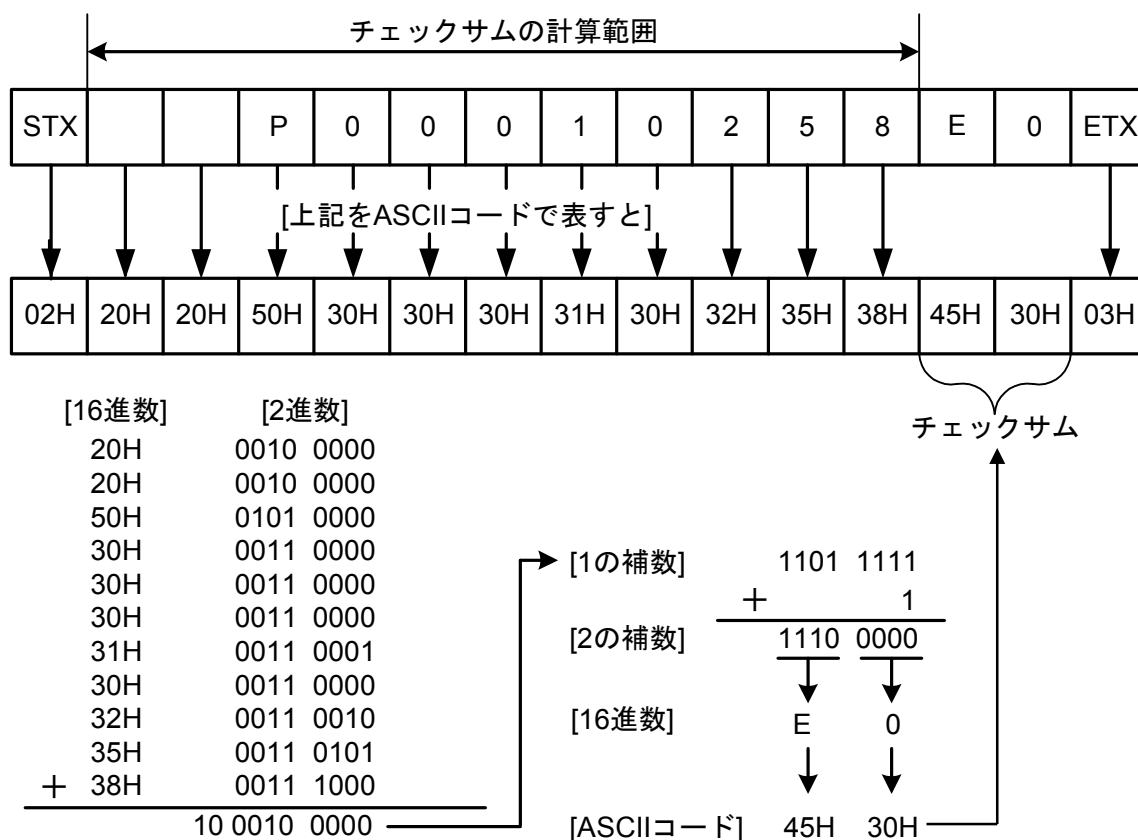 チェックサムの計算範囲
STX P 0 0 0 1 0 2 5 8 E 0 ETX
[上記をASCIIコードで表すと]
02H 20H 20H 50H 30H 30H 30H 31H 30H 32H 35H 38H 45H 30H 03H
チェックサム
[16進数] [2進数]
20H 0010 0000
20H 0010 0000
50H 0101 0000
30H 0011 0000
30H 0011 0000
30H 0011 0000
31H 0011 0001
30H 0011 0000
32H 0011 0010
35H 0011 0101
+ 38H 0011 1000
10 0010 0000
[1の補数] 1101 1111
+ 1
[2の補数] 1110 0000
[16進数] E 0
[ASCIIコード] 45H 30H